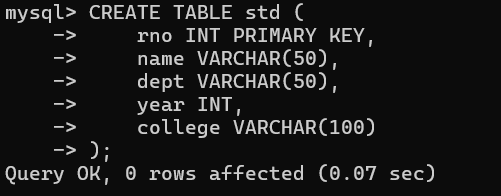 mysql> CREATE TABLE std (
    ->     rno INT PRIMARY KEY,
    ->     name VARCHAR(50),
    ->     dept VARCHAR(50),
    ->     year INT,
    ->     college VARCHAR(100)
    -> );
Query OK, 0 rows affected (0.07 sec)